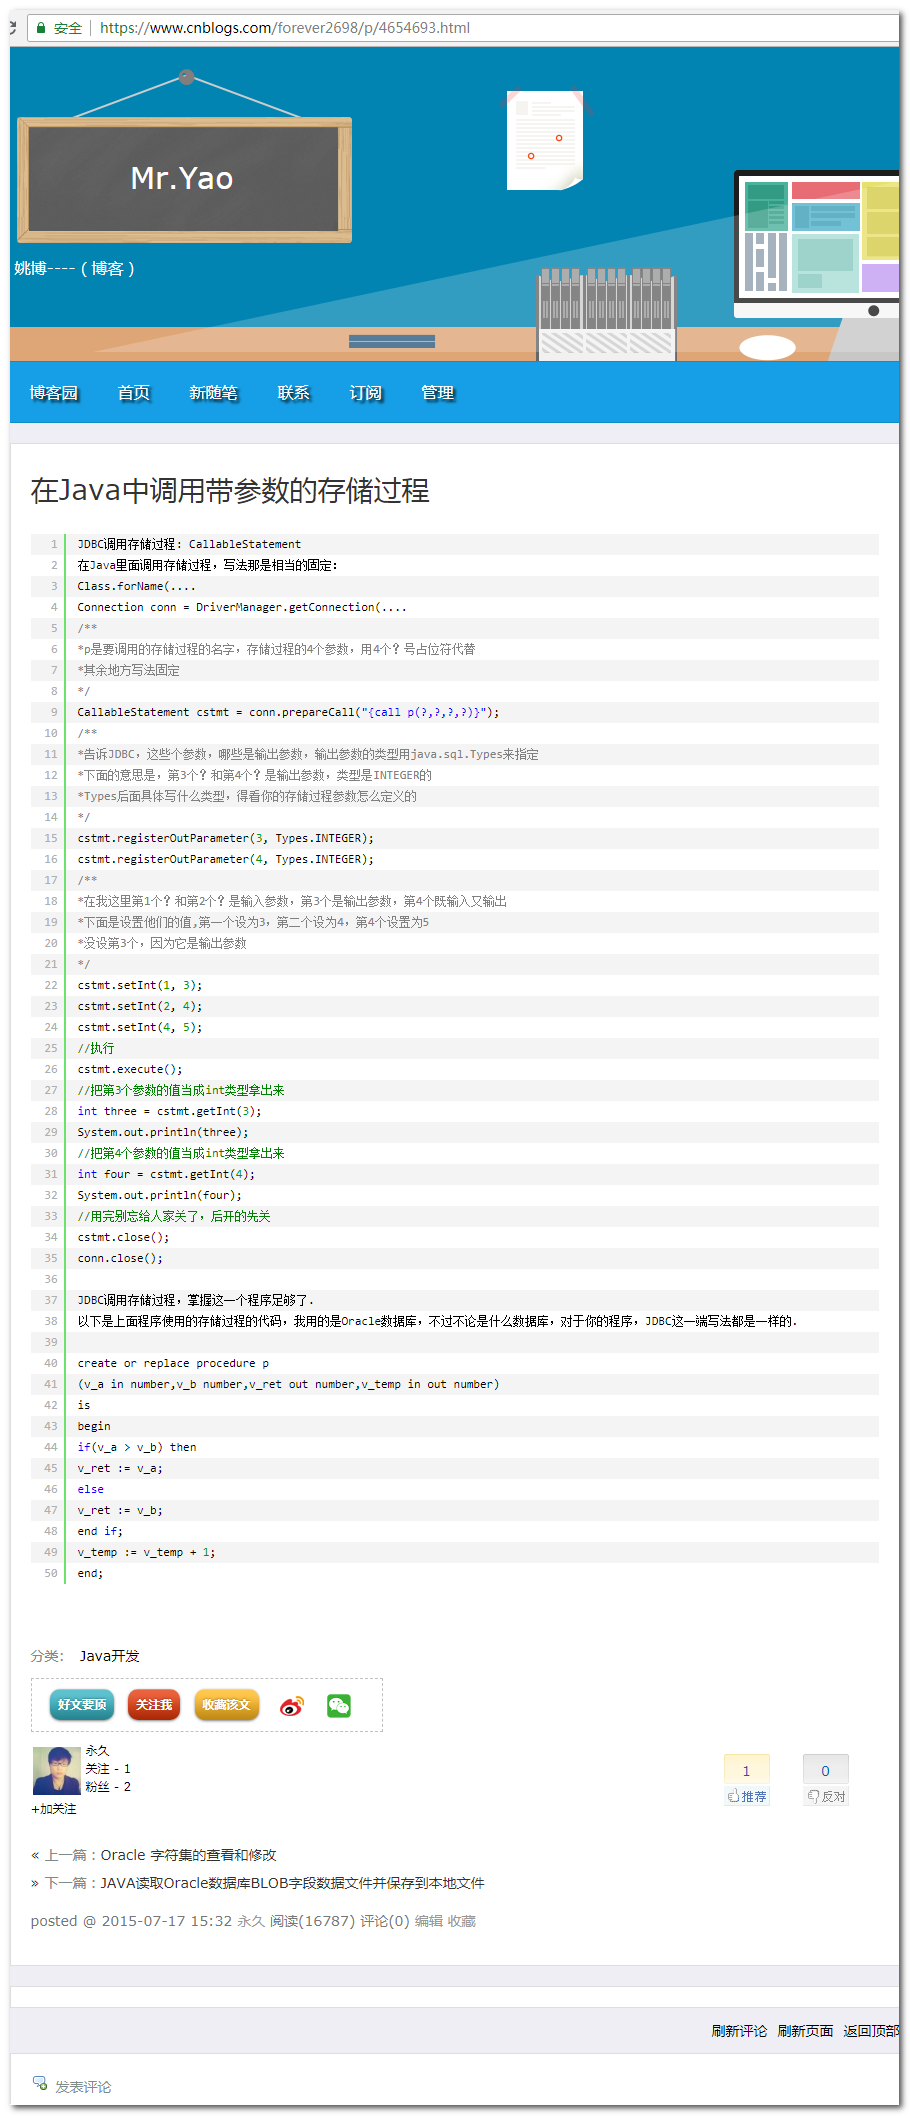 安全 https://www.cnblogs.com/forever2698/p/4654693.html
Mr.Yao
姚博---- ( 博客 )
博客园 首页 新随笔 联系 订阅 管理
在Java中调用带参数的存储过程
1 JDBC调用存储过程: CallableStatement
2 在Java里面调用存储过程，写法那是相当的固定:
3 Class.forName(....
4 Connection conn = DriverManager.getConnection(....
5 /**
6 *p是要调用的存储过程的名字，存储过程的4个参数，用4个？号占位符代替
7 *其余地方写法固定
8 */
9 CallableStatement cstmt = conn.prepareCall("{call p(?,?,?,?)}");
10 /**
11 *告诉JDBC，这些个参数，哪些是输出参数，输出参数的类型用java.sql.Types来指定
12 *下面的意思是，第3个？和第4个？是输出参数，类型是INTEGER的
13 *Types后面具体写什么类型，得看你的存储过程参数怎么定义的
14 */
15 cstmt.registerOutParameter(3, Types.INTEGER);
16 cstmt.registerOutParameter(4, Types.INTEGER);
17 /**
18 *在我这里第1个？和第2个？是输入参数，第3个是输出参数，第4个既输入又输出
19 *下面是设置他们的值,第一个设为3，第二个设为4，第4个设置为5
20 *没设第3个，因为它是输出参数
21 */
22 cstmt.setInt(1, 3);
23 cstmt.setInt(2, 4);
24 cstmt.setInt(4, 5);
25 //执行
26 cstmt.execute();
27 //把第3个参数的值当成int类型拿出来
28 int three = cstmt.getInt(3);
29 System.out.println(three);
30 //把第4个参数的值当成int类型拿出来
31 int four = cstmt.getInt(4);
32 System.out.println(four);
33 //用完别忘给人家关了，后开的先关
34 cstmt.close();
35 conn.close();
36
37 JDBC调用存储过程，掌握这一个程序足够了.
38 以下是上面程序使用的存储过程的代码，我用的是Oracle数据库，不过不论是什么数据库，对于你的程序，JDBC这一端写法都是一样的.
39
40 create or replace procedure p
41 (v_a in number,v_b number,v_ret out number,v_temp in out number)
42 is
43 begin
44 if(v_a > v_b) then
45 v_ret := v_a;
46 else
47 v_ret := v_b;
48 end if;
49 v_temp := v_temp + 1;
50 end;
分类： Java开发
好文要顶 关注我 收藏该文
永久
关注 - 1
粉丝 - 2
+加关注
1 0
推荐 反对
« 上一篇：Oracle 字符集的查看和修改
» 下一篇：JAVA读取Oracle数据库BLOB字段数据文件并保存到本地文件
posted @ 2015-07-17 15:32 永久 阅读(16787) 评论(0) 编辑 收藏
刷新评论 刷新页面 返回顶部
发表评论